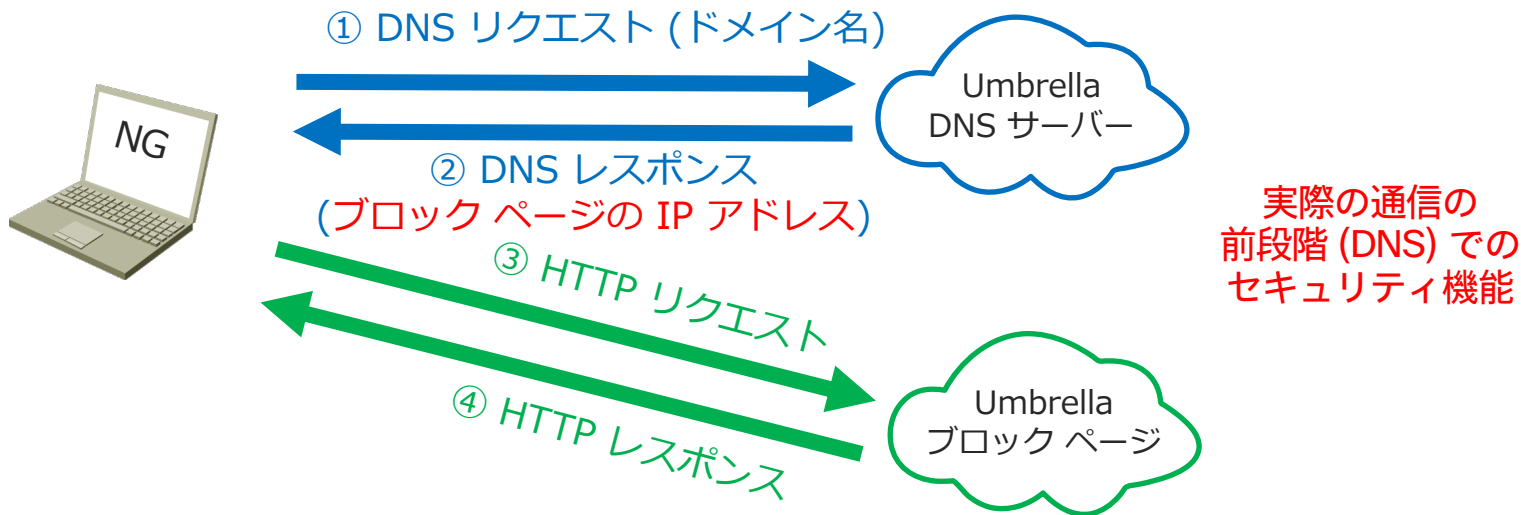 ① DNS リクエスト (ドメイン名)
Umbrella
DNS サーバー
NG
② DNS レスポンス
(ブロック ページの IP アドレス)
実際の通信の
前段階 (DNS) での
セキュリティ機能
③ HTTP リクエスト
④ HTTP レスポンス
Umbrella
ブロック ページ